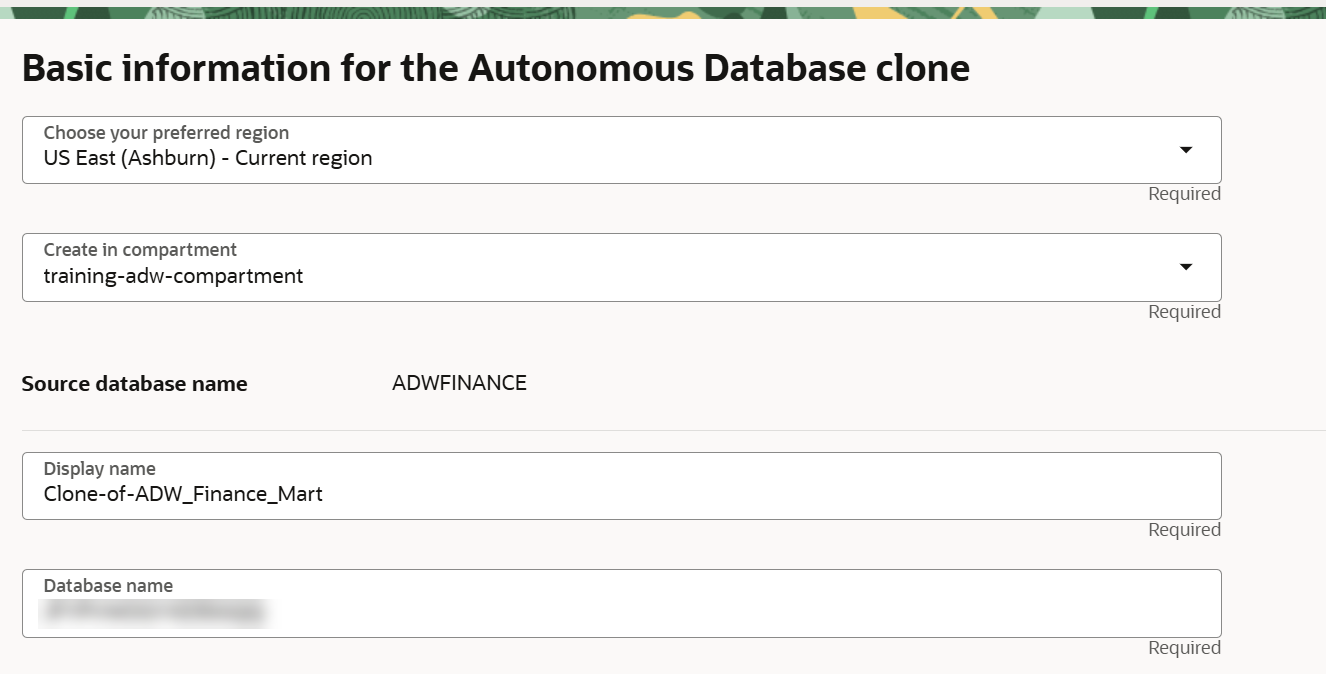 Basic information for the Autonomous Database clone
Choose your preferred region
US East (Ashburn) - Current region
Required
Create in compartment
training-adw-compartment
Required
Source database name ADWFINANCE
Display name
Clone-of-ADW_Finance_Mart
Required
Database name
Required